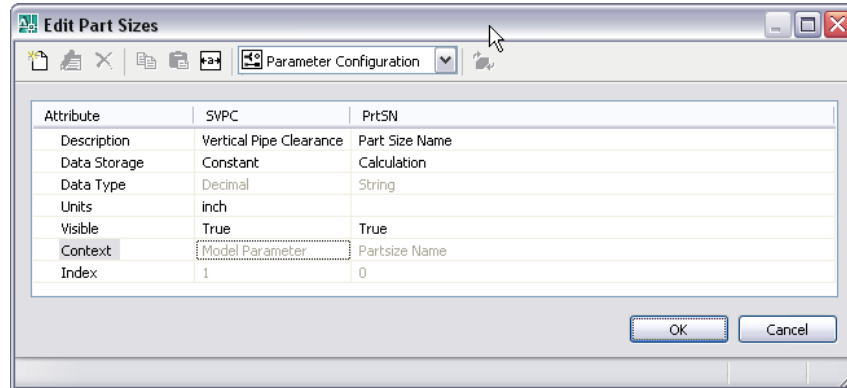 Edit Part Sizes
Parameter Configuration
Attribute SVPC PrtSN
Description Vertical Pipe Clearance Part Size Name
Data Storage Constant Calculation
Data Type Decimal String
Units inch
Visible True True
Context Model Parameter Partsize Name
Index 1 0
OK Cancel